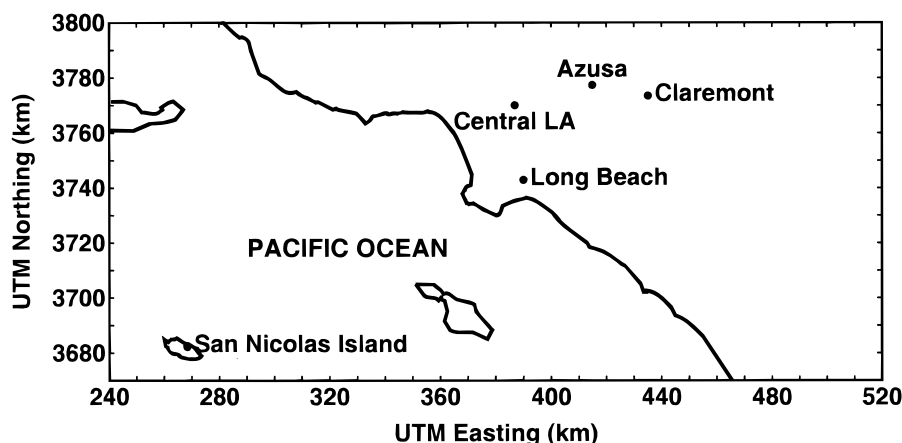 3800
3780
3760
3740
3720
3700
3680
UTM Northing (km)
Azusa
Claremont
Central LA
Long Beach
PACIFIC OCEAN
San Nicolas Island
240 280 320 360 400 440 480 520
UTM Easting (km)